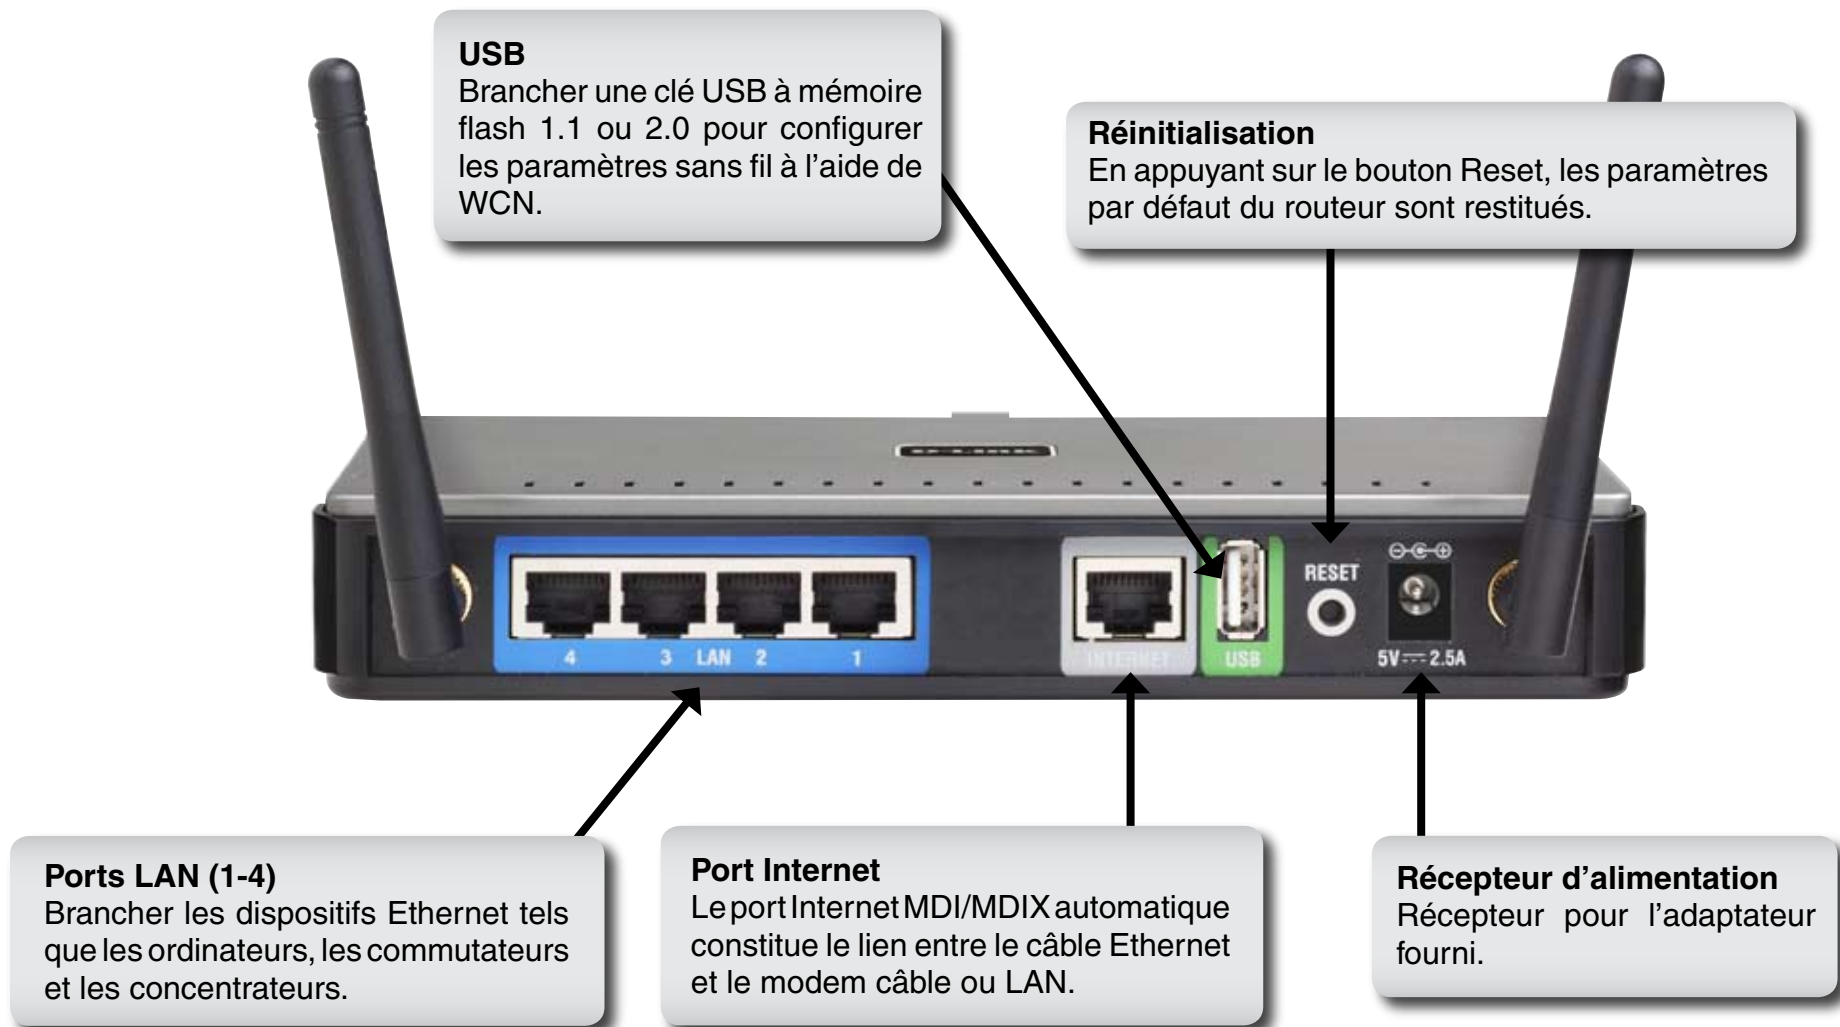 USB
Brancher une clé USB à mémoire
flash 1.1 ou 2.0 pour configurer
les paramètres sans fil à l’aide de
WCN.
Réinitialisation
En appuyant sur le bouton Reset, les paramètres
par défaut du routeur sont restitués.
D-Link
RESET
4 3 LAN 2 1
INTERNET
USB
5V 2.5A
Ports LAN (1-4)
Brancher les dispositifs Ethernet tels
que les ordinateurs, les commutateurs
et les concentrateurs.
Port Internet
Le port Internet MDI/MDIX automatique
constitue le lien entre le câble Ethernet
et le modem câble ou LAN.
Récepteur d’alimentation
Récepteur pour l’adaptateur
fourni.